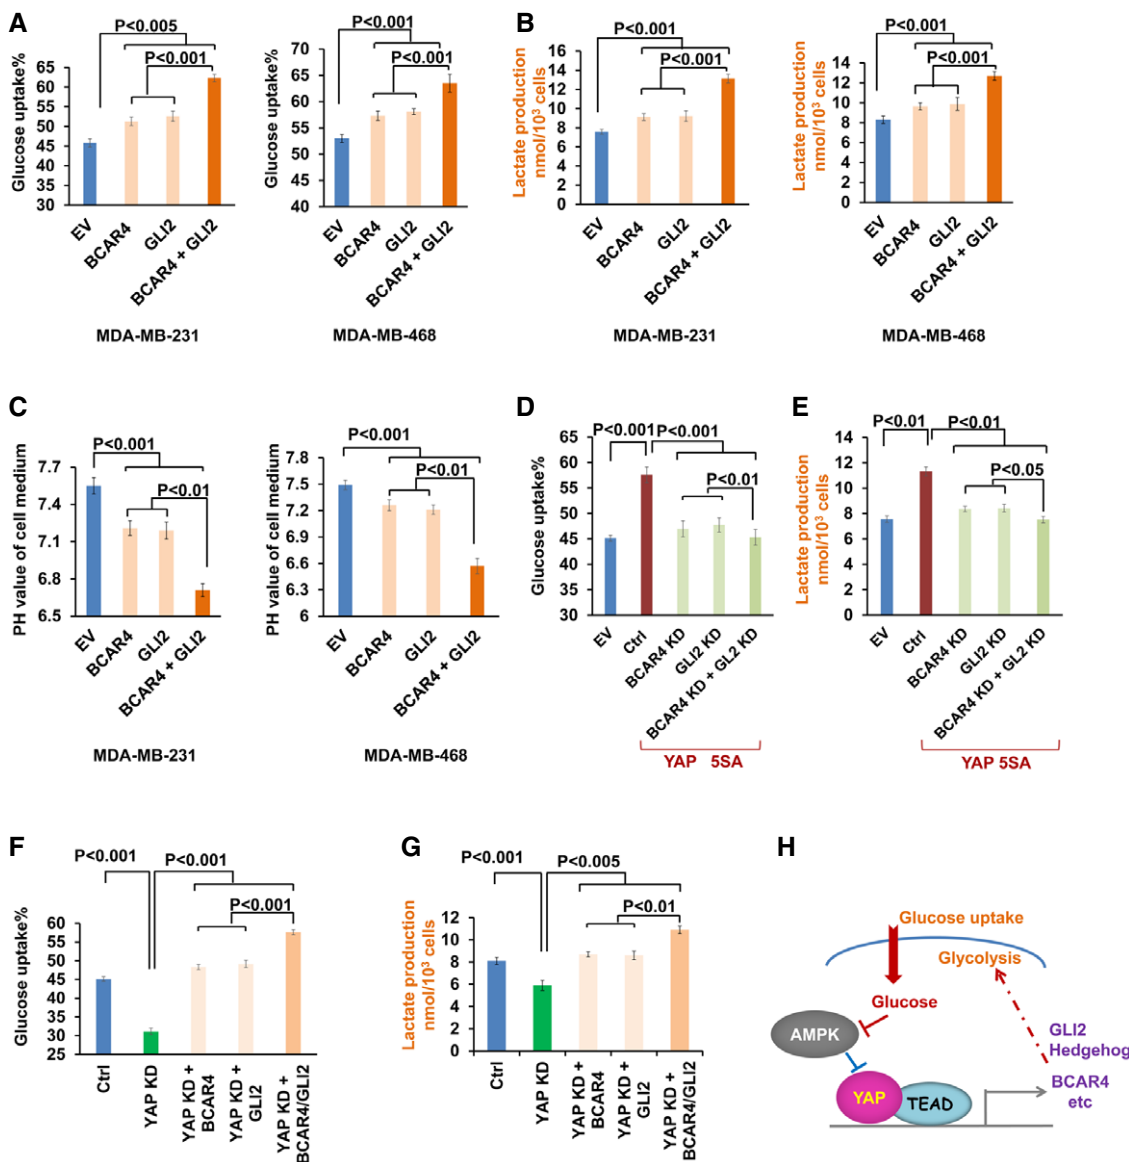 A
P<0.005
P<0.001
Glucose uptake%
65
60
55
50
45
40
35
30
EV
BCAR4
GLI2
BCAR4 + GLI2
MDA-MB-231
P<0.001
P<0.001
Glucose uptake%
70
65
60
55
50
45
40
EV
BCAR4
GLI2
BCAR4 + GLI2
MDA-MB-468
B
P<0.001
P<0.001
Lactate production
nmol/10³ cells
16
14
12
10
8
6
4
2
0
EV
BCAR4
GLI2
BCAR4 + GLI2
MDA-MB-231
P<0.001
P<0.001
Lactate production
nmol/10³ cells
14
12
10
8
6
4
2
0
EV
BCAR4
GLI2
BCAR4 + GLI2
MDA-MB-468
C
P<0.001
P<0.01
PH value of cell medium
7.7
7.4
7.1
6.8
6.5
EV
BCAR4
GLI2
BCAR4 + GLI2
MDA-MB-231
P<0.001
P<0.01
PH value of cell medium
7.8
7.5
7.2
6.9
6.6
6.3
6
EV
BCAR4
GLI2
BCAR4 + GLI2
MDA-MB-468
D
P<0.001
P<0.001
P<0.01
Glucose uptake%
65
60
55
50
45
40
35
30
EV
Ctrl
BCAR4 KD
GLI2 KD
BCAR4 KD + GL2 KD
YAP 5SA
E
P<0.01
P<0.01
P<0.05
Lactate production
nmol/10³ cells
14
12
10
8
6
4
2
0
EV
Ctrl
BCAR4 KD
GLI2 KD
BCAR4 KD + GL2 KD
YAP 5SA
F
P<0.001
P<0.001
P<0.001
Glucose uptake%
60
55
50
45
40
35
30
25
Ctrl
YAP KD
YAP KD +
BCAR4
YAP KD +
GLI2
YAP KD +
BCAR4/GLI2
G
P<0.001
P<0.005
P<0.01
Lactate production
nmol/10³ cells
12
10
8
6
4
2
0
Ctrl
YAP KD
YAP KD +
BCAR4
YAP KD +
GLI2
YAP KD +
BCAR4/GLI2
H
Glucose uptake
Glycolysis
Glucose
AMPK
GLI2
Hedgehog
BCAR4
etc
YAP
TEAD